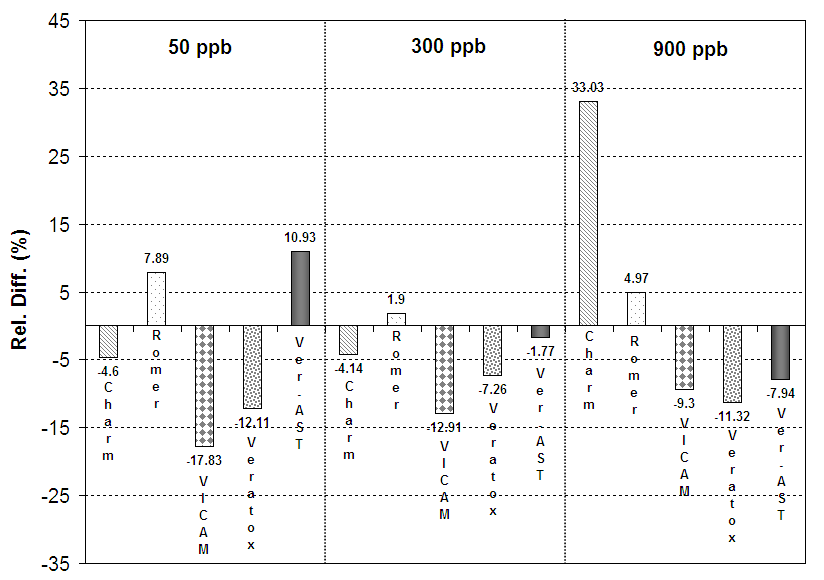 45
35
25
15
5
-5
-15
-25
-35
Rel. Diff. (%)
50 ppb
300 ppb
900 ppb
-4.6
7.89
-17.83
-12.11
10.93
Charm
Romer
VICAM
Veratox
Ver-AST
-4.14
1.9
-12.91
-7.26
-1.77
Charm
Romer
VICAM
Veratox
Ver-AST
33.03
4.97
-9.3
-11.32
-7.94
Charm
Romer
VICAM
Veratox
Ver-AST